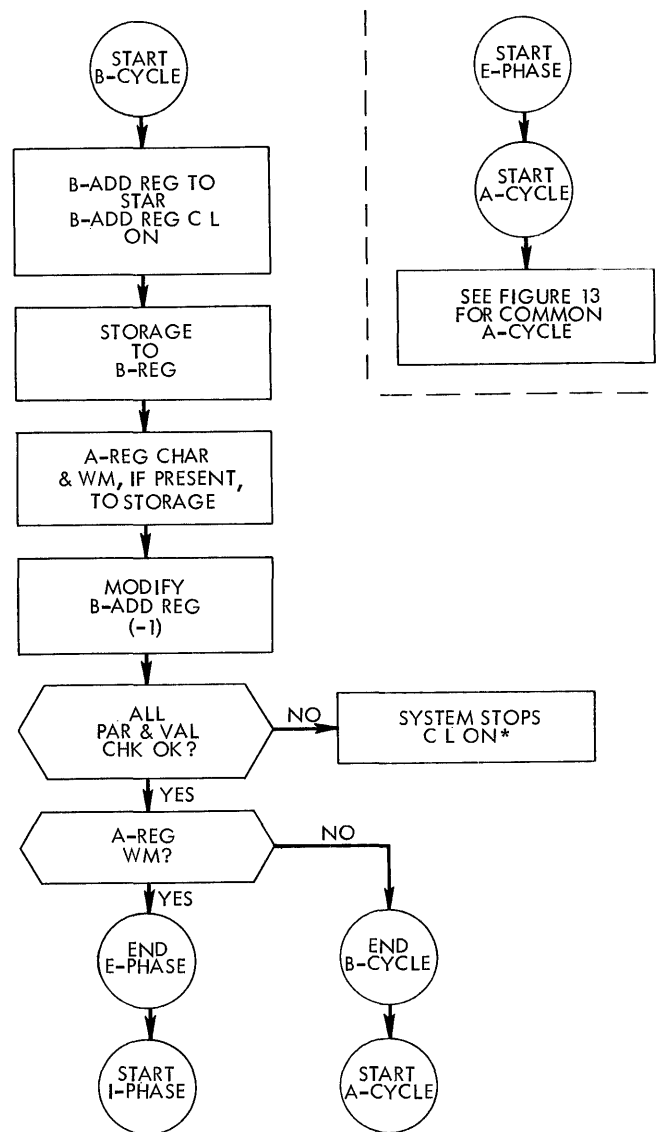 START
B-CYCLE
B-ADD REG TO
STAR
B-ADD REG C L
ON
STORAGE
TO
B-REG
A-REG CHAR
& WM, IF PRESENT,
TO STORAGE
MODIFY
B-ADD REG
(-1)
ALL
PAR & VAL
CHK OK?
NO
SYSTEM STOPS
C L ON*
YES
A-REG
WM?
NO
YES
END
E-PHASE
END
B-CYCLE
START
I-PHASE
START
A-CYCLE
START
E-PHASE
START
A-CYCLE
SEE FIGURE 13
FOR COMMON
A-CYCLE